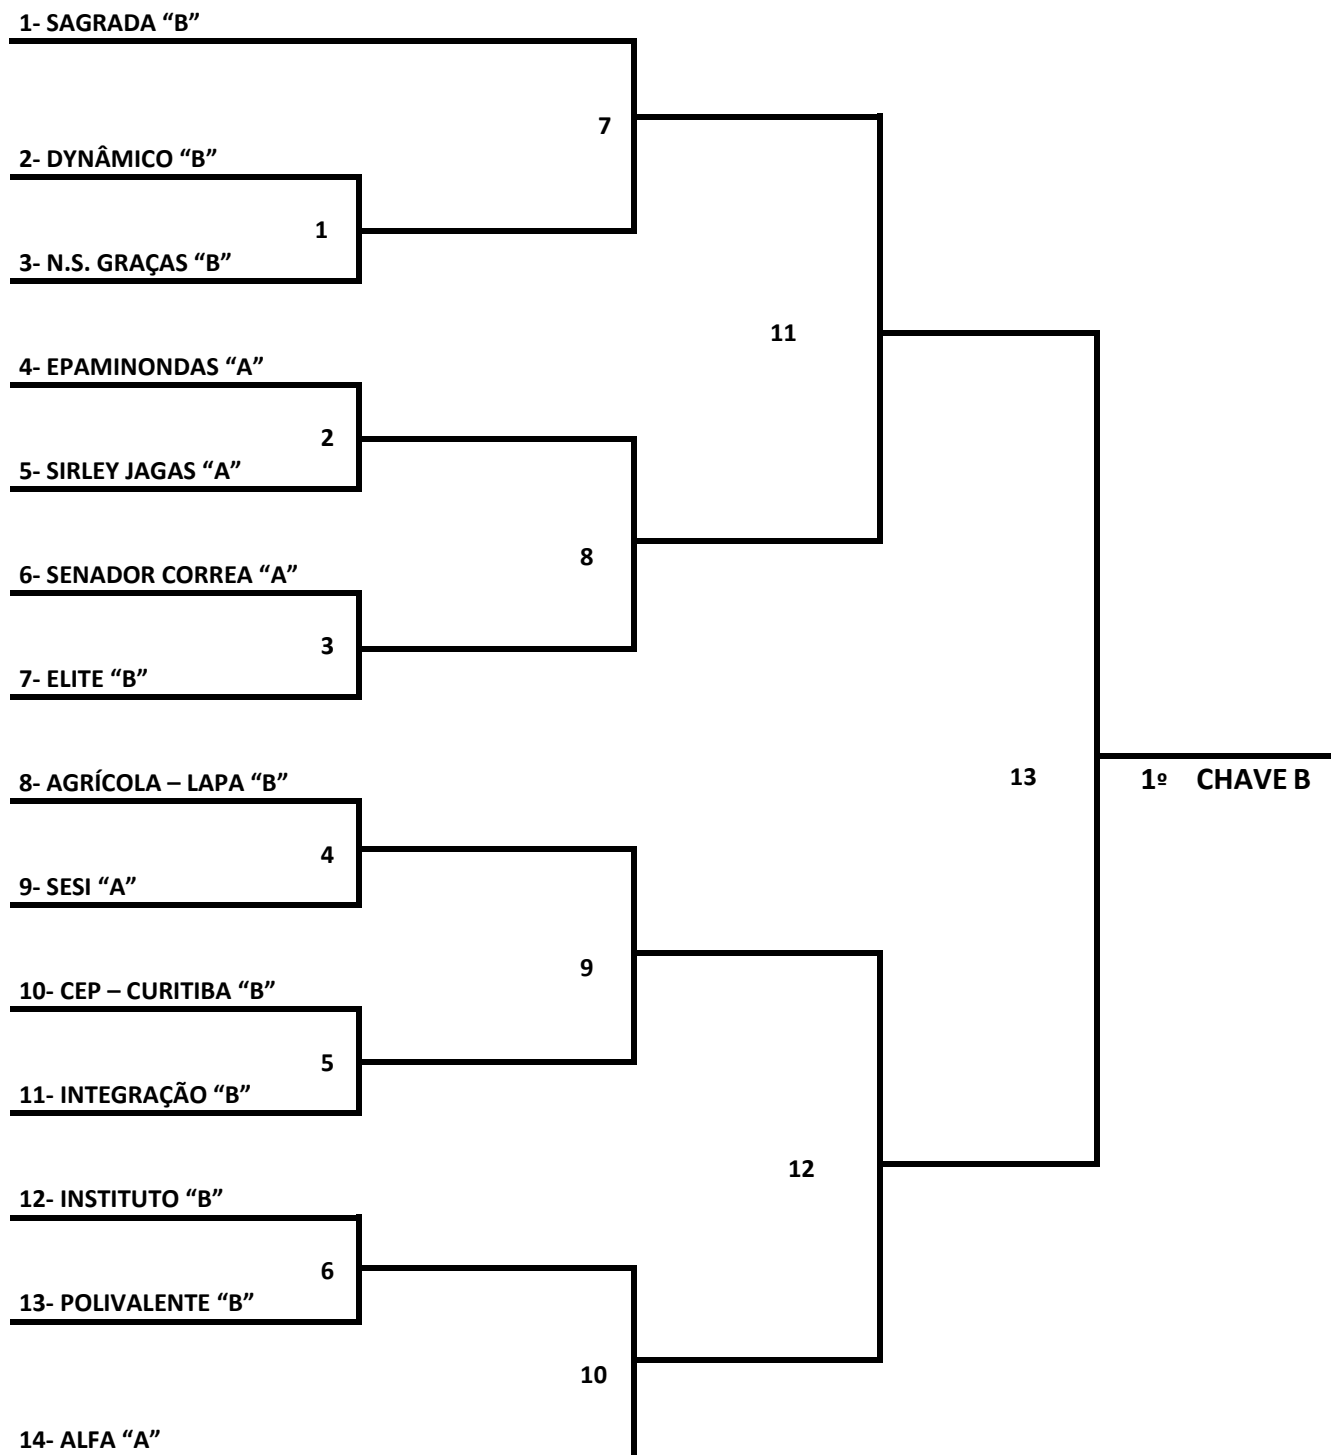 1- SAGRADA “B”
7
2- DYNÂMICO “B”
1
3- N.S. GRAÇAS “B”
11
4- EPAMINONDAS “A”
2
5- SIRLEY JAGAS “A”
8
6- SENADOR CORREA “A”
3
7- ELITE “B”
13
1º CHAVE B
8- AGRÍCOLA – LAPA “B”
4
9- SESI “A”
9
10- CEP – CURITIBA “B”
5
11- INTEGRAÇÃO “B”
12
12- INSTITUTO “B”
6
13- POLIVALENTE “B”
10
14- ALFA “A”